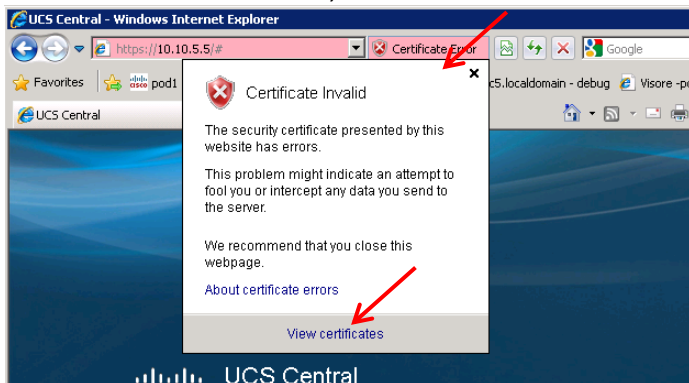 UCS Central - Windows Internet Explorer
https://10.10.5.5/#
Certificate Error
Google
Favorites
cisco pod1
c5.localdomain - debug
Visore -po
UCS Central
Certificate Invalid
The security certificate presented by this
website has errors.
This problem might indicate an attempt to
fool you or intercept any data you send to
the server.
We recommend that you close this
webpage.
About certificate errors
View certificates
UCS Central